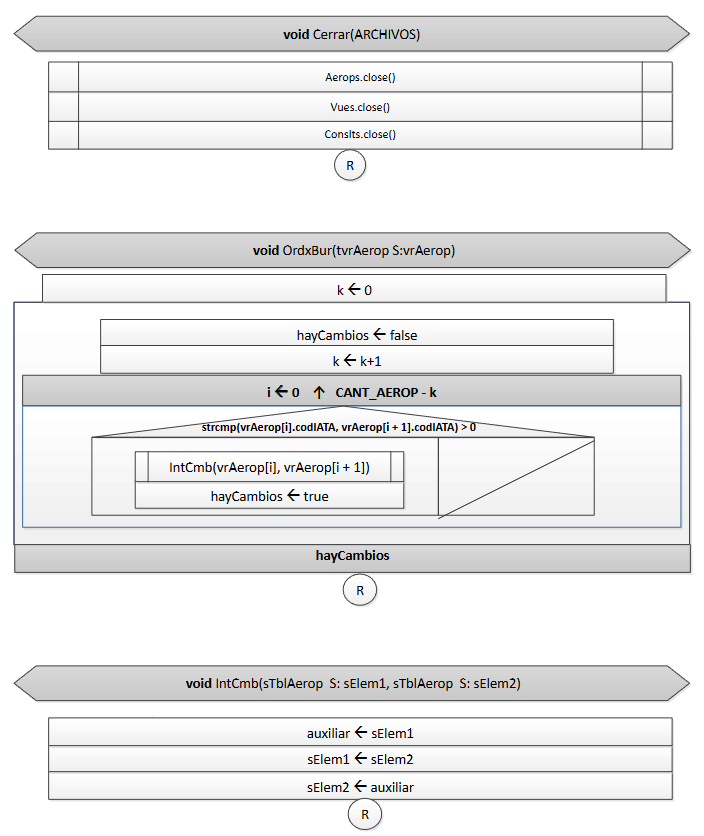 void Cerrar(ARCHIVOS)
Aerops.close()
Vues.close()
Conslts.close()
R
void OrdxBur(tvrAerop S:vrAerop)
k ← 0
hayCambios ← false
k ← k+1
i ← 0 ↑ CANT_AEROP - k
strcmp(vrAerop[i].codIATA, vrAerop[i + 1].codIATA) > 0
IntCmb(vrAerop[i], vrAerop[i + 1])
hayCambios ← true
hayCambios
R
void IntCmb(sTblAerop S: sElem1, sTblAerop S: sElem2)
auxiliar ← sElem1
sElem1 ← sElem2
sElem2 ← auxiliar
R